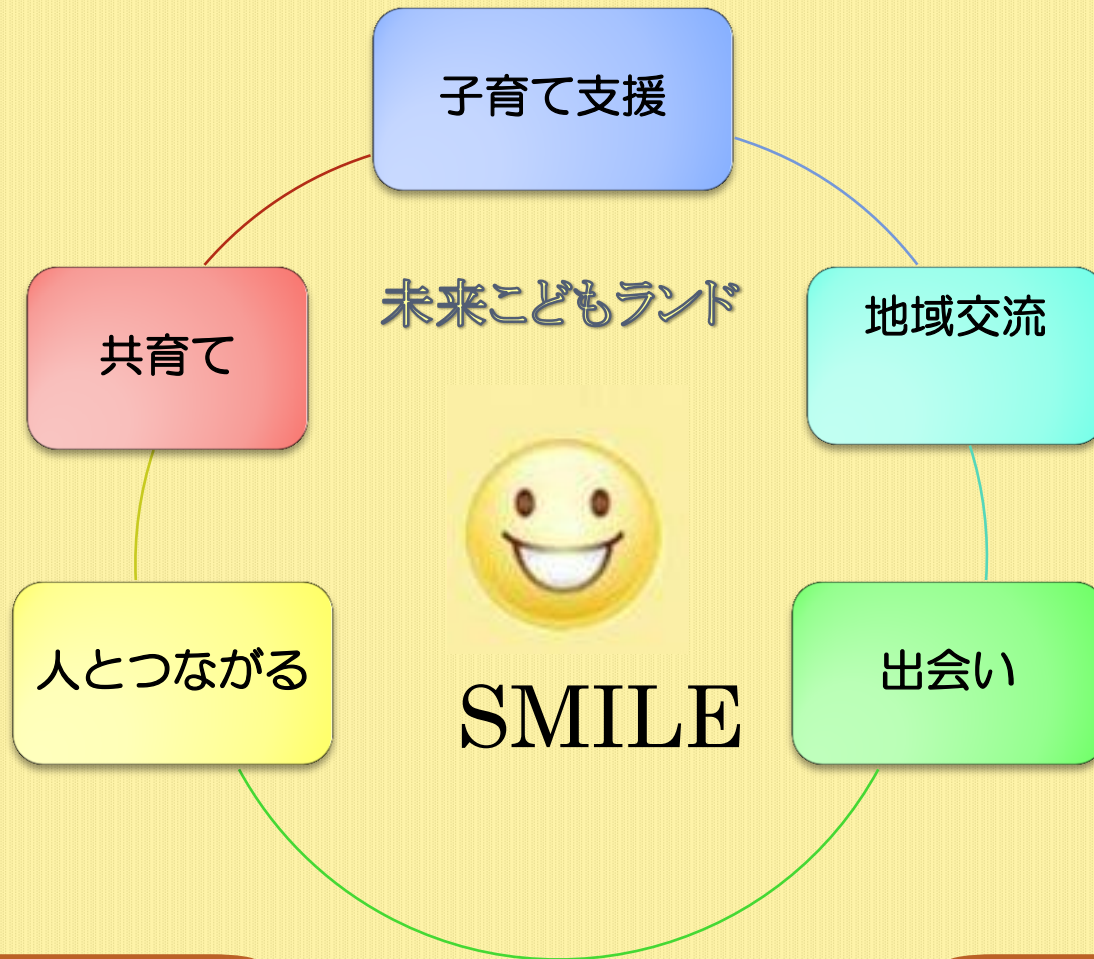 子育て支援
未来こどもランド
共育て
地域交流
人とつながる
出会い
SMILE